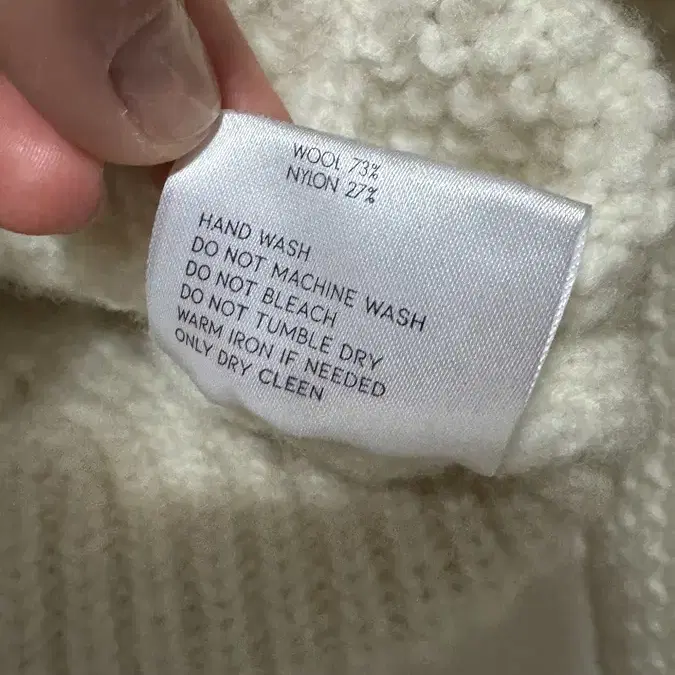 WOOL 73%
NYLON 27%
HAND WASH
DO NOT MACHINE WASH
DO NOT BLEACH
DO NOT TUMBLE DRY
WARM IRON IF NEEDED
ONLY DRY CLEEN